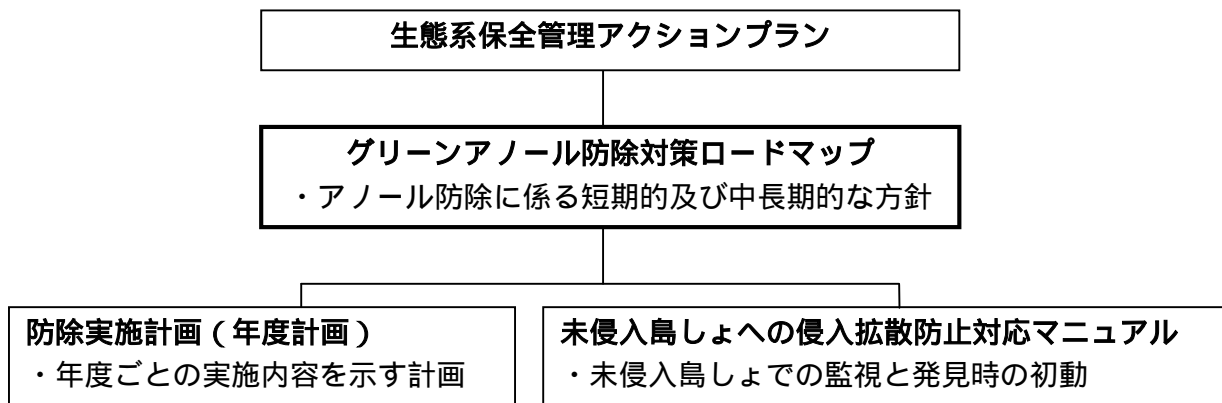 生態系保全管理アクションプラン
グリーンアノール防除対策ロードマップ
・アノール防除に係る短期的及び中長期的な方針
防除実施計画（年度計画）
・年度ごとの実施内容を示す計画
未侵入島しょへの侵入拡散防止対応マニュアル
・未侵入島しょでの監視と発見時の初動